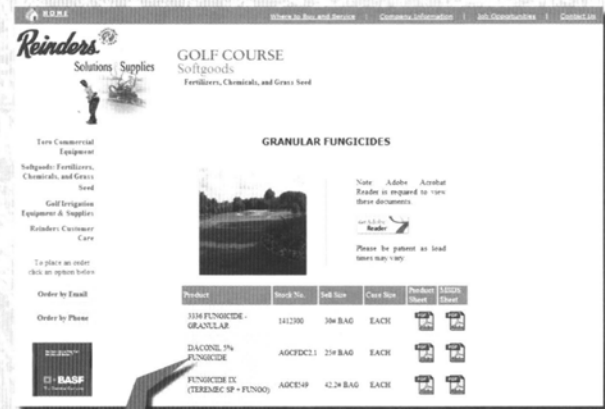 HOME
Where to Buy and Service | Company Information | Job Opportunities | Contact Us
Reinders
Solutions Supplies
GOLF COURSE
Softgoods
Fertilizers, Chemicals, and Grass Seed
Toro Commercial
Equipment
Softgoods: Fertilizers,
Chemicals, and Grass
Seed
Golf Irrigation
Equipment & Supplies
Reinders Customer
Care
To place an order
click an option below
Order by Email
Order by Phone
BASF
GRANULAR FUNGICIDES
Note Adobe Acrobat
Reader is required to view
these documents.
Reader
Please be patient as load
times may vary
Product Stock No. Sell Size Case Size Product Sheet MSDS Sheet
3336 FUNGICIDE -
GRANULAR 1412300 30# BAG EACH
DACONIL 5%
FUNGICIDE AGCFDC2.1 25# BAG EACH
FUNGICIDE IX
(TEREMEC SP + FUNGO) AGC8549 42.2# BAG EACH